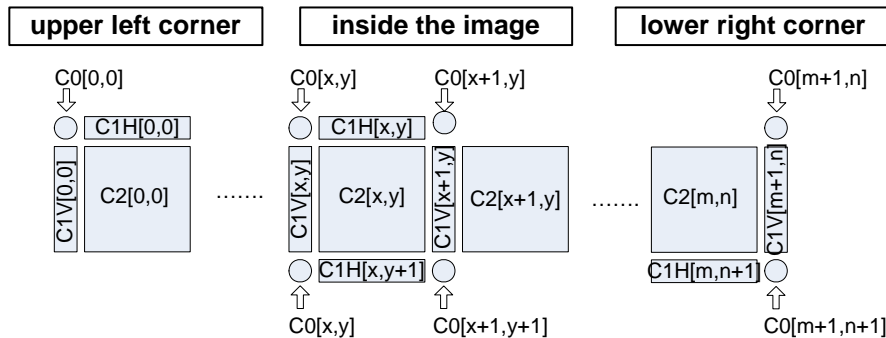 upper left corner
inside the image
lower right corner
C0[0,0]
C0[x,y]
C0[x+1,y]
C0[m+1,n]
C1H[0,0]
C1H[x,y]
C1V[0,0]
C2[0,0]
.......
C1V[x,y]
C2[x,y]
C1V[x+1,y]
C2[x+1,y]
.......
C2[m,n]
C1V[m+1,n]
C1H[x,y+1]
C1H[m,n+1]
C0[x,y]
C0[x+1,y+1]
C0[m+1,n+1]